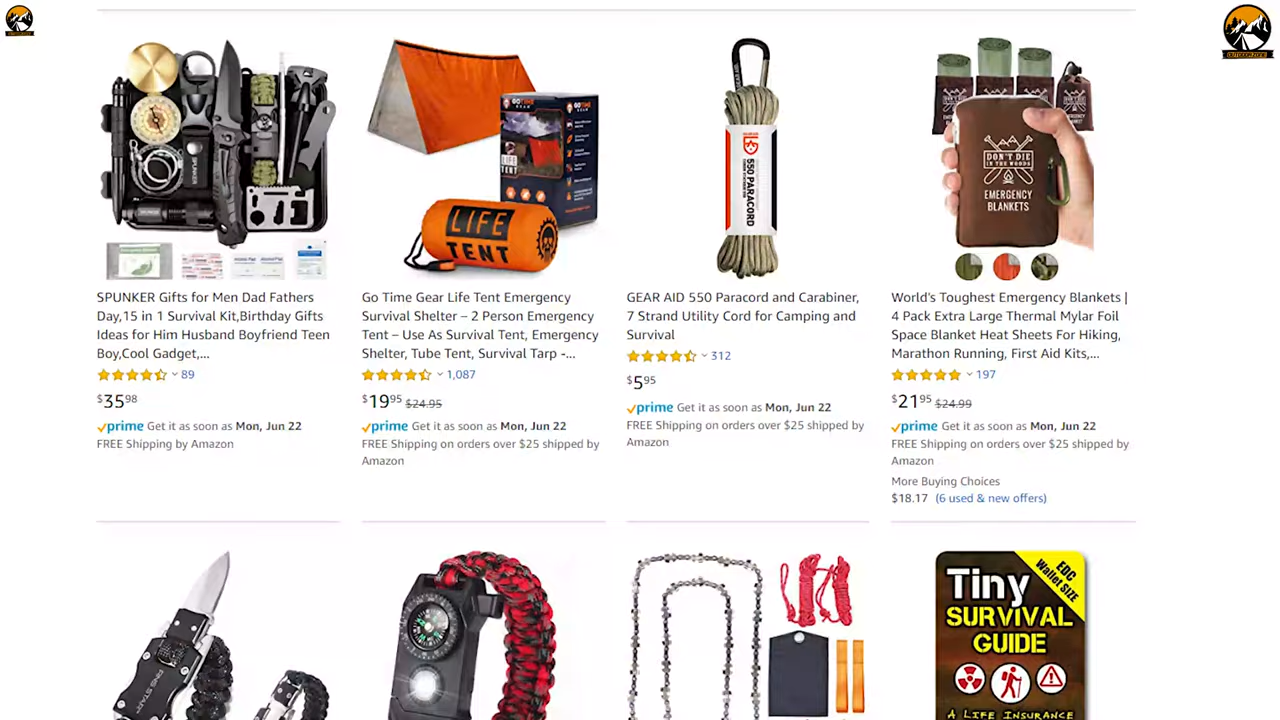 OUTDOOR ZONE
GOTIME
GEAR
LIFE
TENT
LIFE
TENT
GEAR AID
550 PARACORD
DON'T DIE
IN THE WOODS
EMERGENCY
BLANKETS
SPUNKER Gifts for Men Dad Fathers
Day,15 in 1 Survival Kit,Birthday Gifts
Ideas for Him Husband Boyfriend Teen
Boy,Cool Gadget,...
89
$35 98
prime Get it as soon as Mon, Jun 22
FREE Shipping by Amazon
Go Time Gear Life Tent Emergency
Survival Shelter – 2 Person Emergency
Tent – Use As Survival Tent, Emergency
Shelter, Tube Tent, Survival Tarp -...
1,087
$19 95 $24.95
prime Get it as soon as Mon, Jun 22
FREE Shipping on orders over $25 shipped by
Amazon
GEAR AID 550 Paracord and Carabiner,
7 Strand Utility Cord for Camping and
Survival
312
$5 95
prime Get it as soon as Mon, Jun 22
FREE Shipping on orders over $25 shipped by
Amazon
World's Toughest Emergency Blankets |
4 Pack Extra Large Thermal Mylar Foil
Space Blanket Heat Sheets For Hiking,
Marathon Running, First Aid Kits,...
197
$21 95 $24.99
prime Get it as soon as Mon, Jun 22
FREE Shipping on orders over $25 shipped by
Amazon
More Buying Choices
$18.17 (6 used & new offers)
EDC
Wallet SIZE
Tiny
SURVIVAL
GUIDE
A LIFE INSURANCE